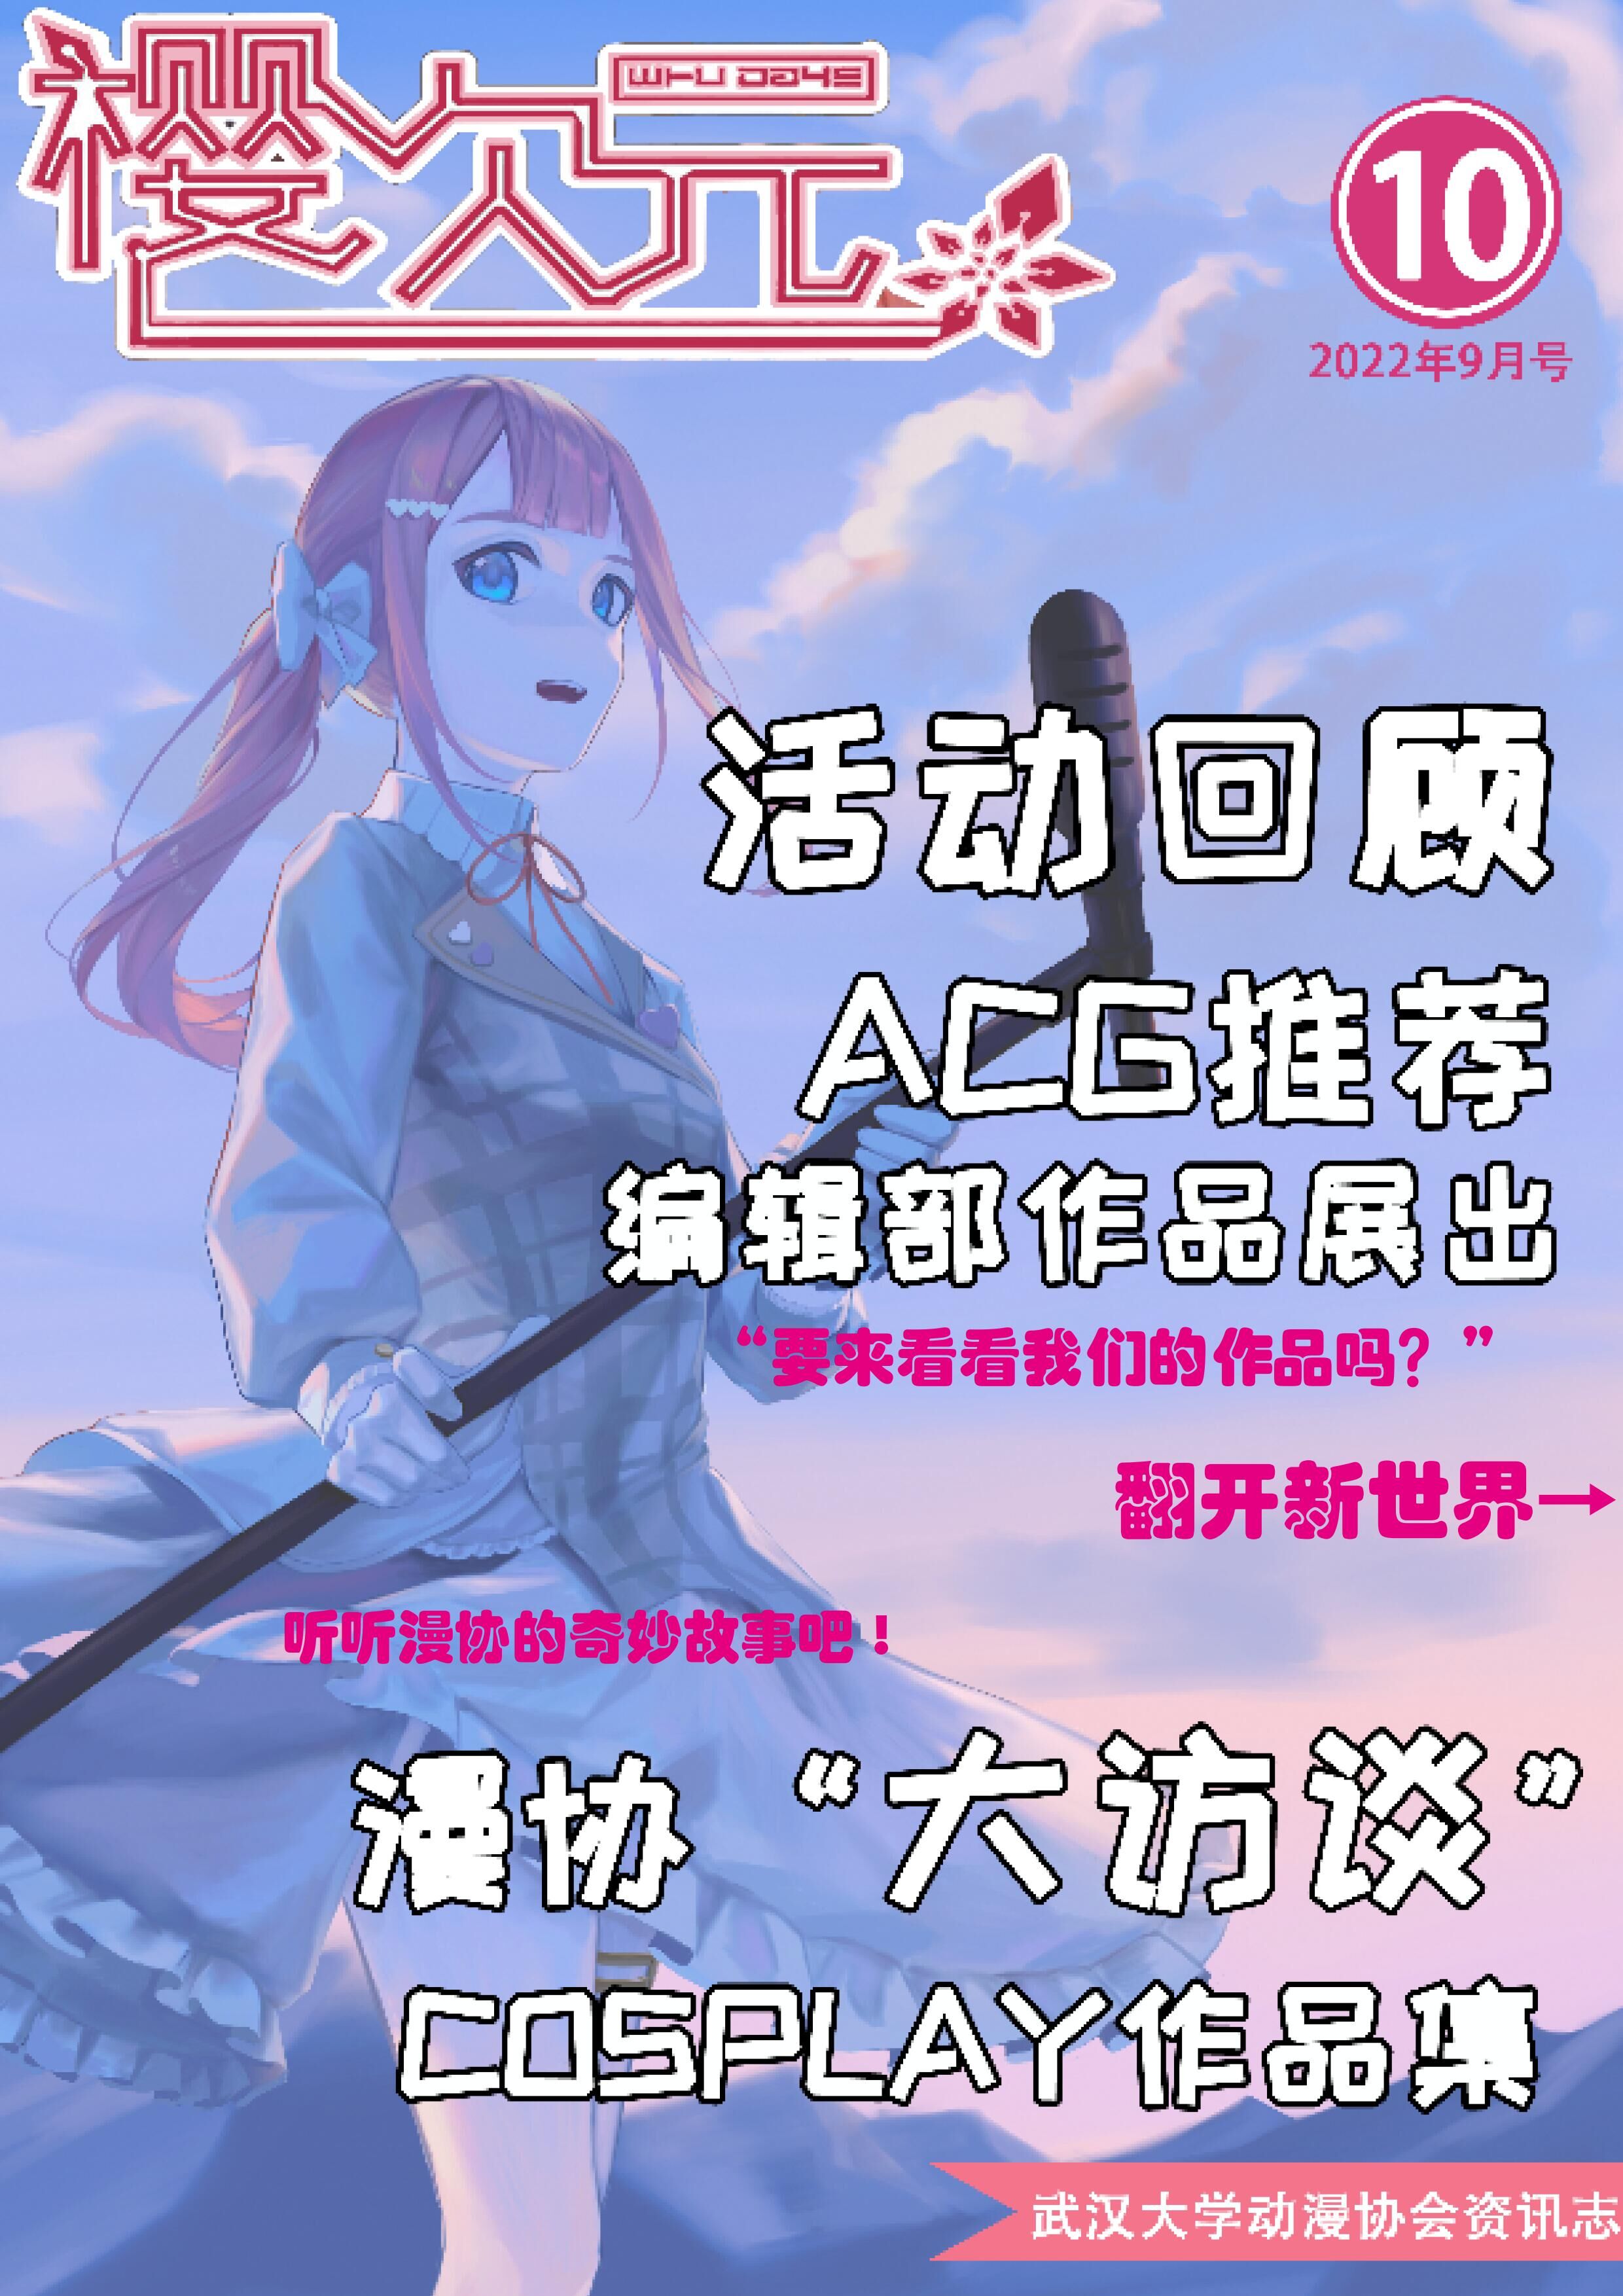 樱次元
WHU DAYS
10
2022年9月号
活动回顾
ACG推荐
编辑部作品展出
“要来看看我们的作品吗？”
翻开新世界→
听听漫协的奇妙故事吧！
漫协“大访谈”
COSPLAY作品集
武汉大学动漫协会资讯志